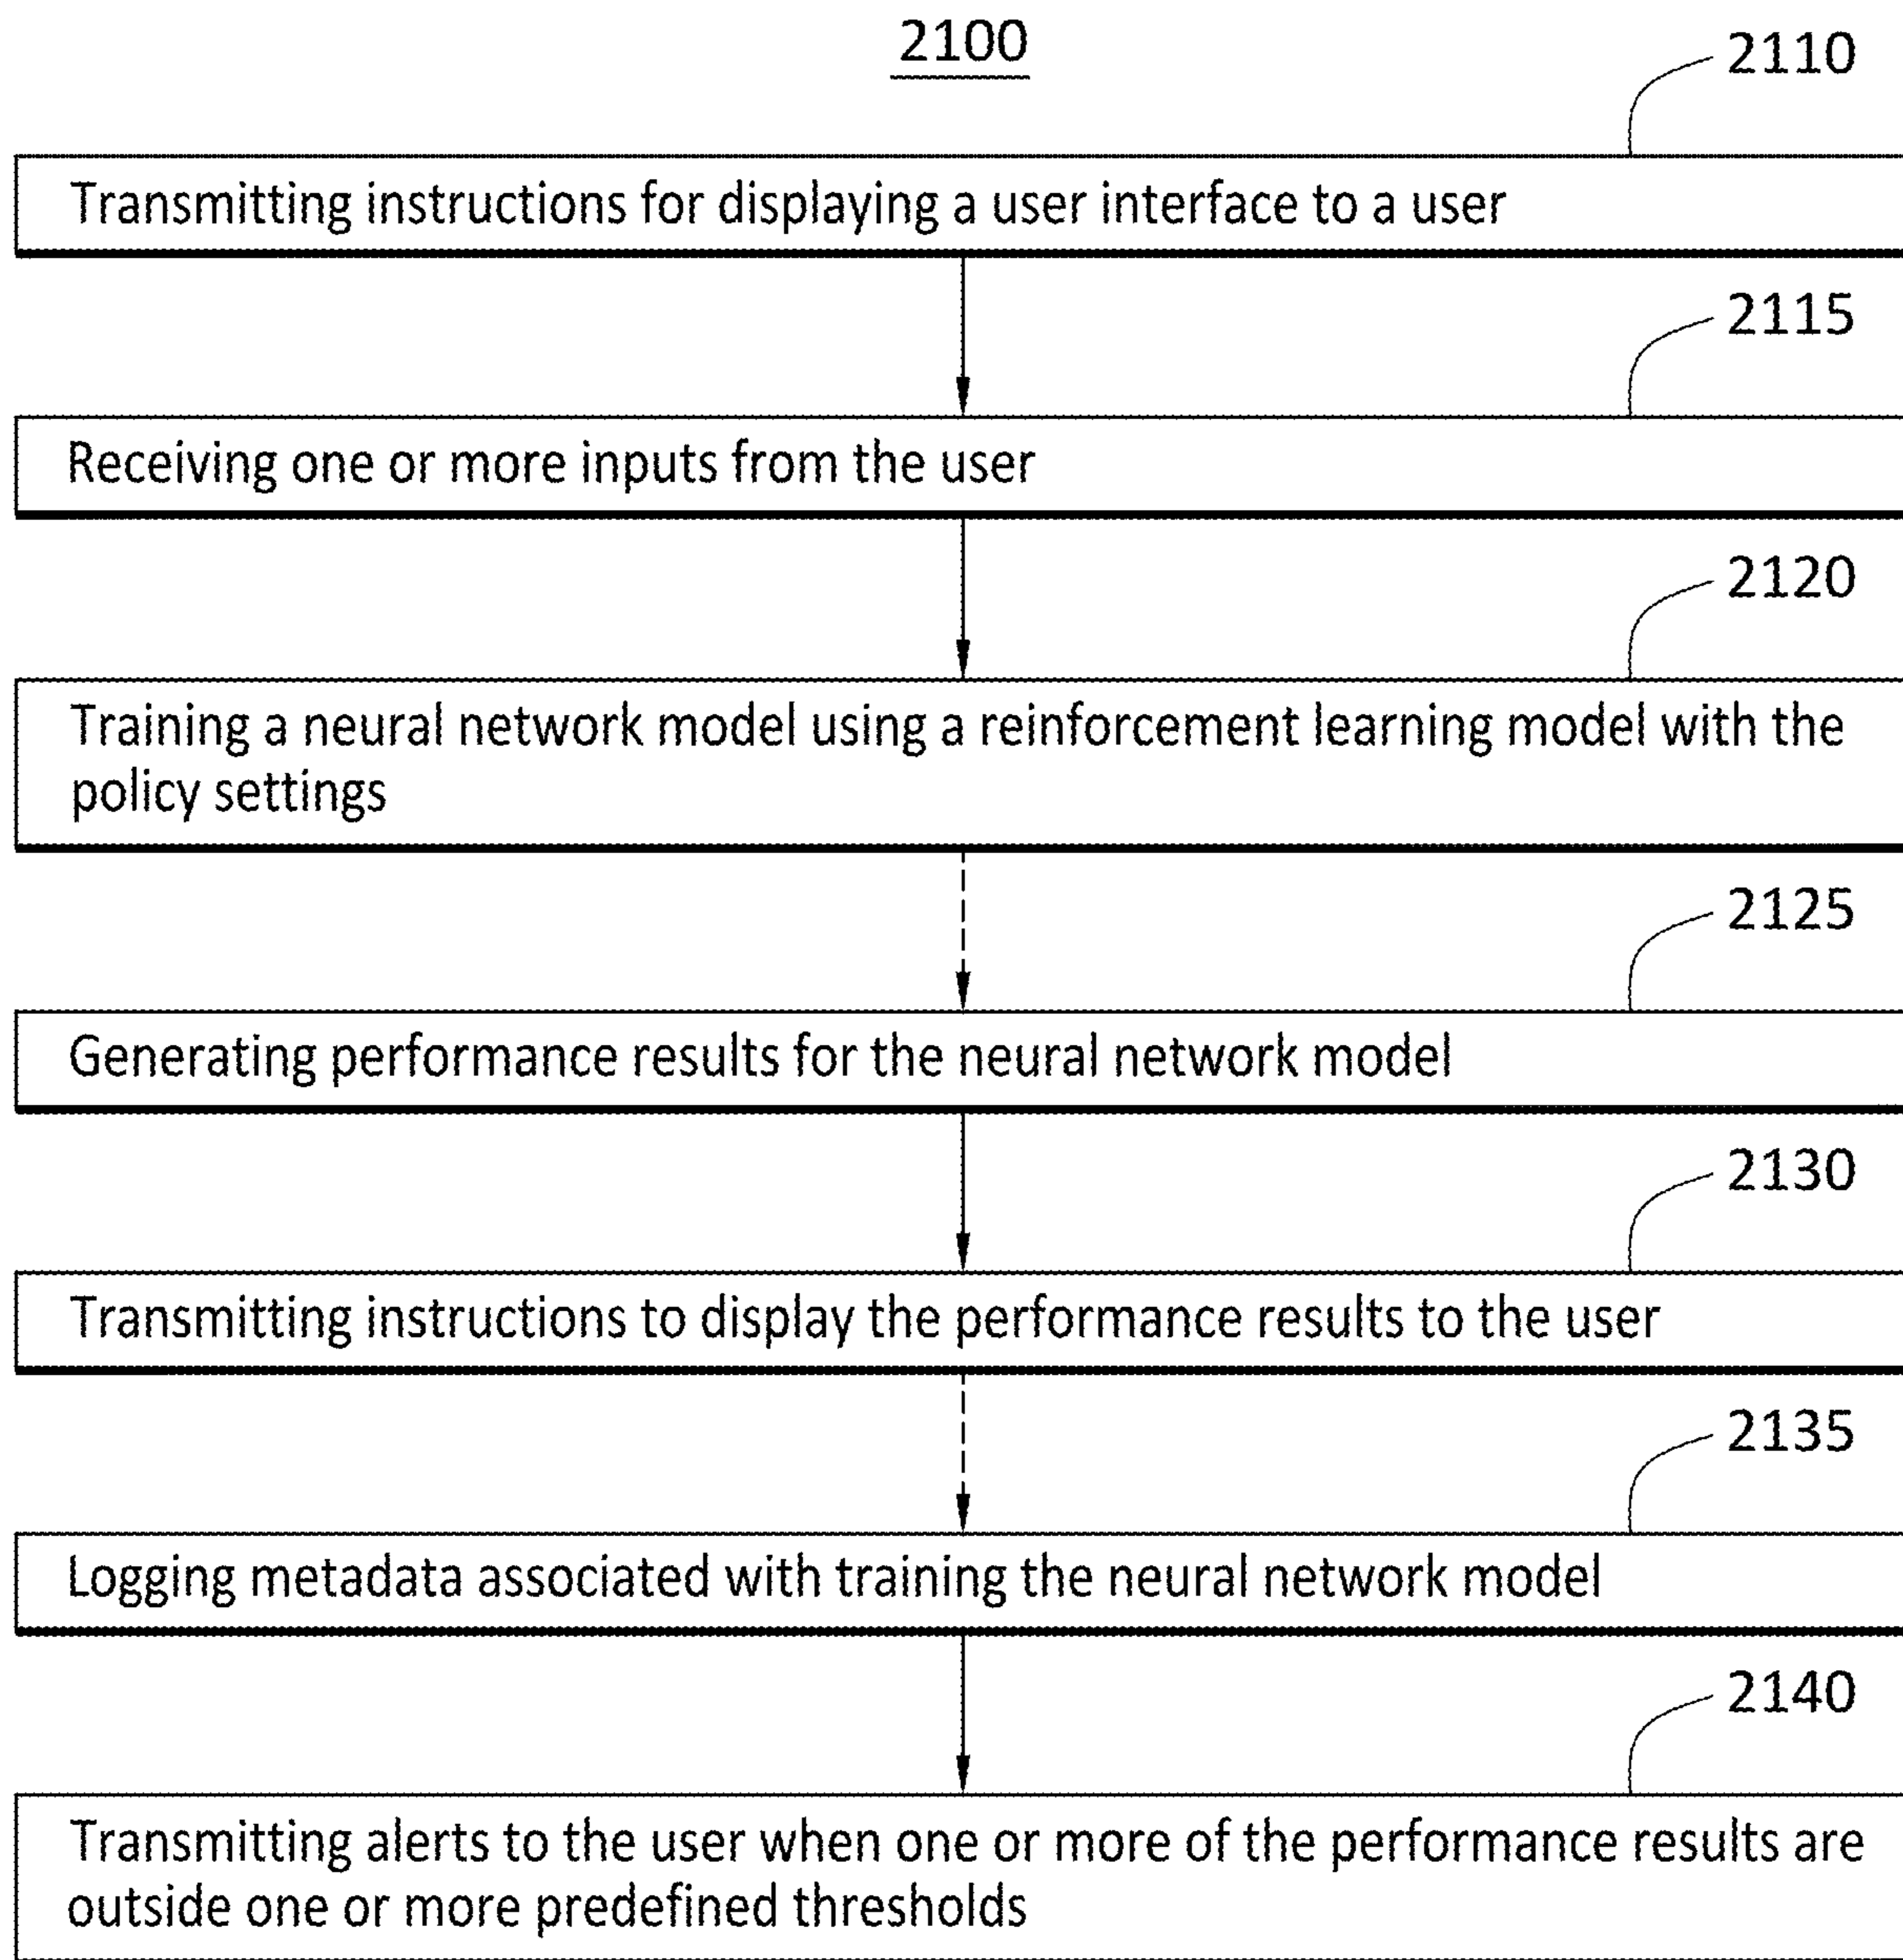 2100
2110
Transmitting instructions for displaying a user interface to a user
2115
Receiving one or more inputs from the user
2120
Training a neural network model using a reinforcement learning model with the
policy settings
2125
Generating performance results for the neural network model
2130
Transmitting instructions to display the performance results to the user
2135
Logging metadata associated with training the neural network model
2140
Transmitting alerts to the user when one or more of the performance results are
outside one or more predefined thresholds